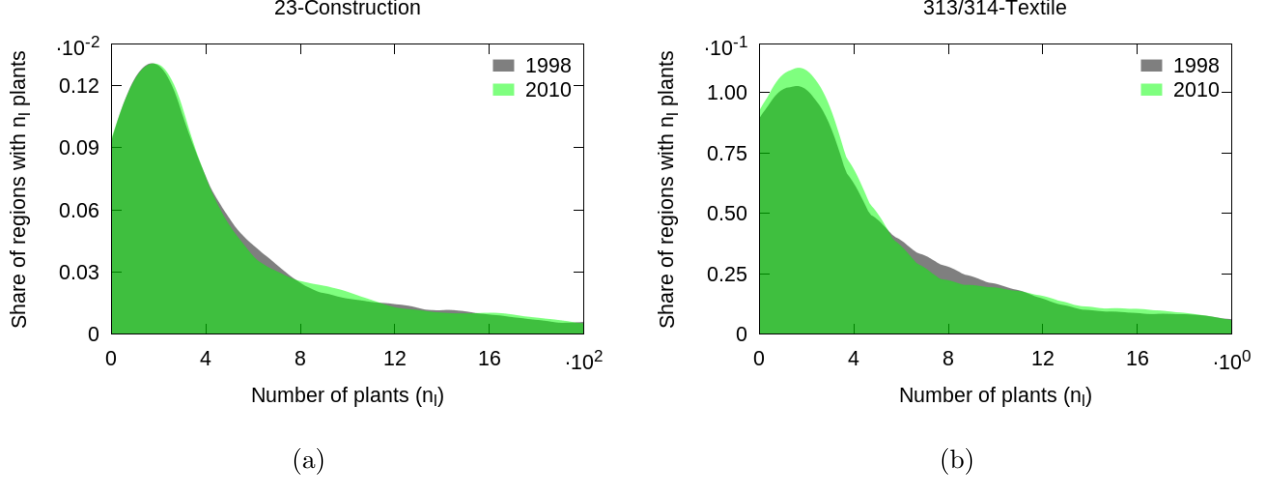 23-Construction
·10-2
0.12
0.09
0.06
0.03
0
Share of regions with nl plants
1998
2010
0 4 8 12 16 ·102
Number of plants (nl)
(a)
313/314-Textile
·10-1
1.00
0.75
0.50
0.25
0
Share of regions with nl plants
1998
2010
0 4 8 12 16 ·100
Number of plants (nl)
(b)